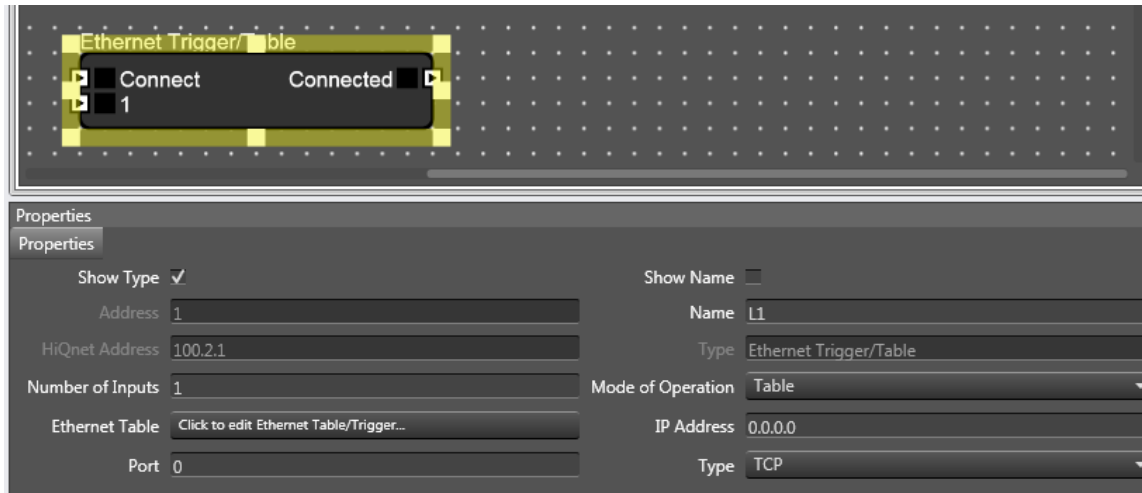 Ethernet Trigger/Table
Connect Connected
1
Properties
Properties
Show Type Show Name
Address 1 Name L1
HiQnet Address 100.2.1 Type Ethernet Trigger/Table
Number of Inputs 1 Mode of Operation Table
Ethernet Table Click to edit Ethernet Table/Trigger... IP Address 0.0.0.0
Port 0 Type TCP